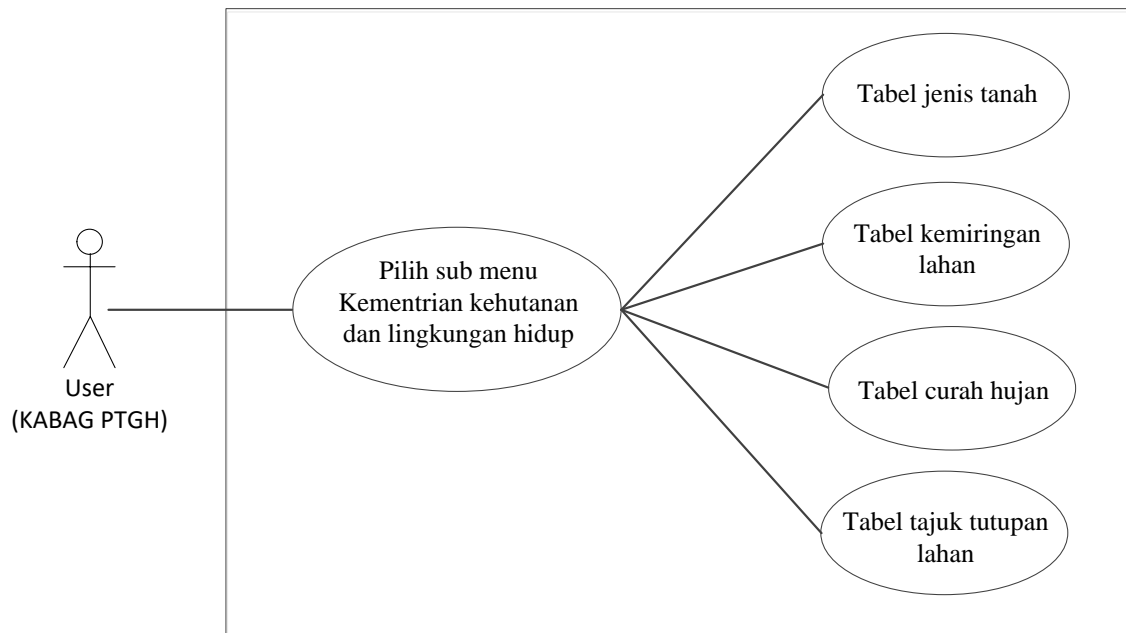 Tabel jenis tanah
Tabel kemiringan
lahan
Pilih sub menu
Kementrian kehutanan
dan lingkungan hidup
User
(KABAG PTGH)
Tabel curah hujan
Tabel tajuk tutupan
lahan